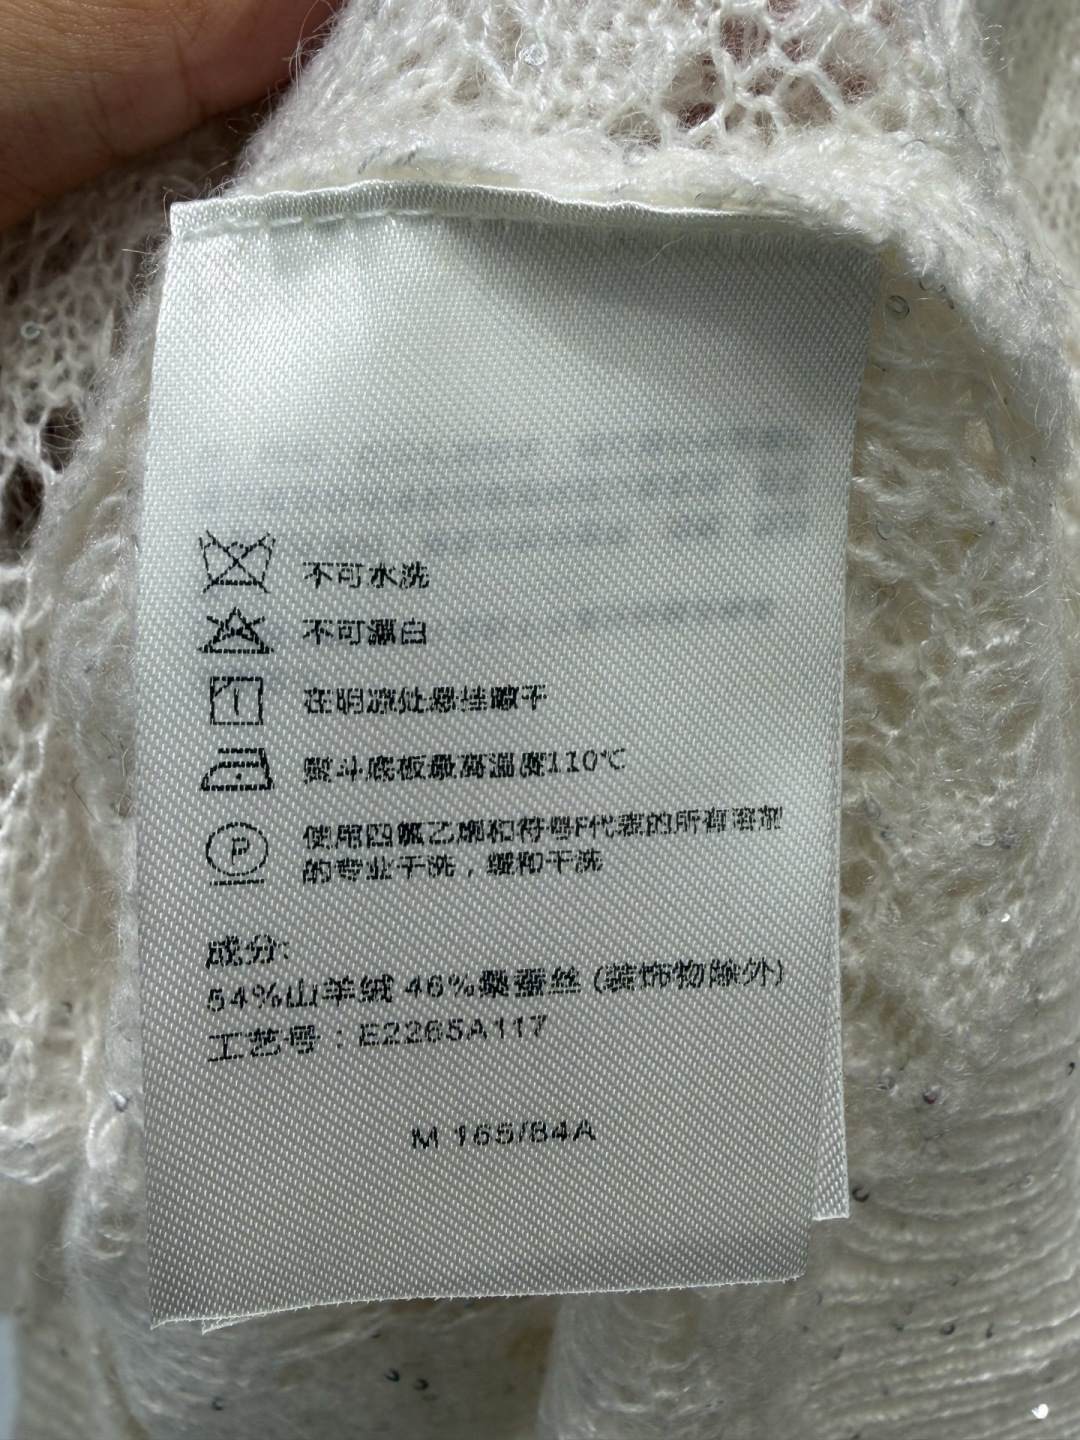 不可水洗
不可漂白
在阴凉处悬挂晾干
熨斗底板最高温度110℃
使用四氯乙烯和符号F代表的所有溶剂
的专业干洗，缓和干洗
成分:
54%山羊绒 46%桑蚕丝 (装饰物除外)
工艺号：E2265A117
M 165/84A